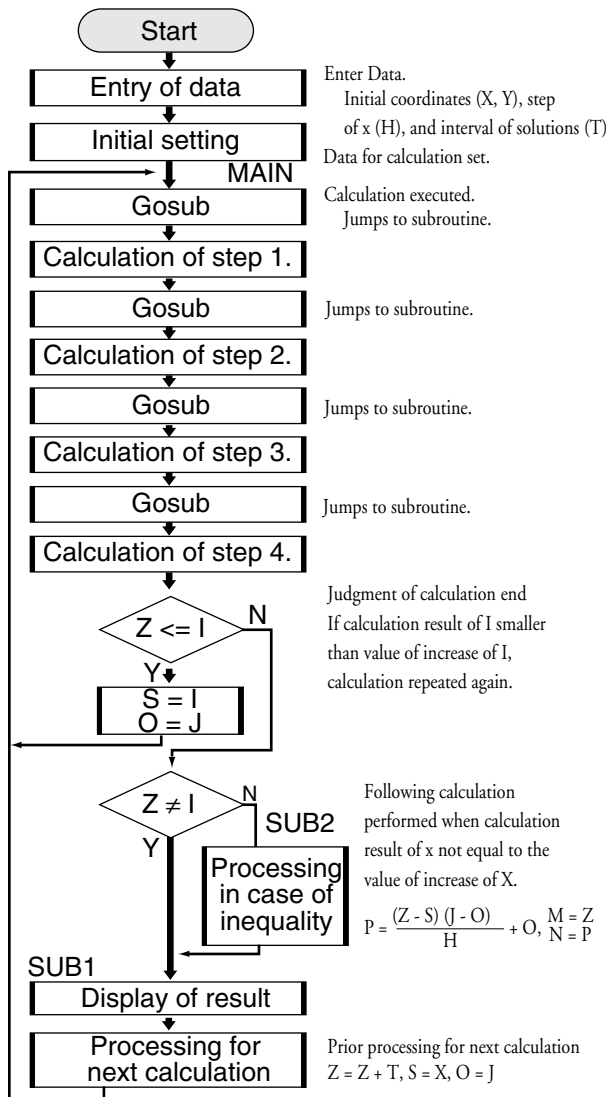 Start
Entry of data
Enter Data.
Initial coordinates (X, Y), step
of x (H), and interval of solutions (T)
Initial setting
Data for calculation set.
MAIN
Gosub
Calculation executed.
Jumps to subroutine.
Calculation of step 1.
Gosub
Jumps to subroutine.
Calculation of step 2.
Gosub
Jumps to subroutine.
Calculation of step 3.
Gosub
Jumps to subroutine.
Calculation of step 4.
Z <= I
N
Y
Judgment of calculation end
If calculation result of I smaller
than value of increase of I,
calculation repeated again.
S = I
O = J
Z ≠ I
N
Y
SUB2
Processing
in case of
inequality
Following calculation
performed when calculation
result of x not equal to the
value of increase of X.
P = (Z - S) (J - O) / H + O, M = Z
N = P
SUB1
Display of result
Processing for
next calculation
Prior processing for next calculation
Z = Z + T, S = X, O = J